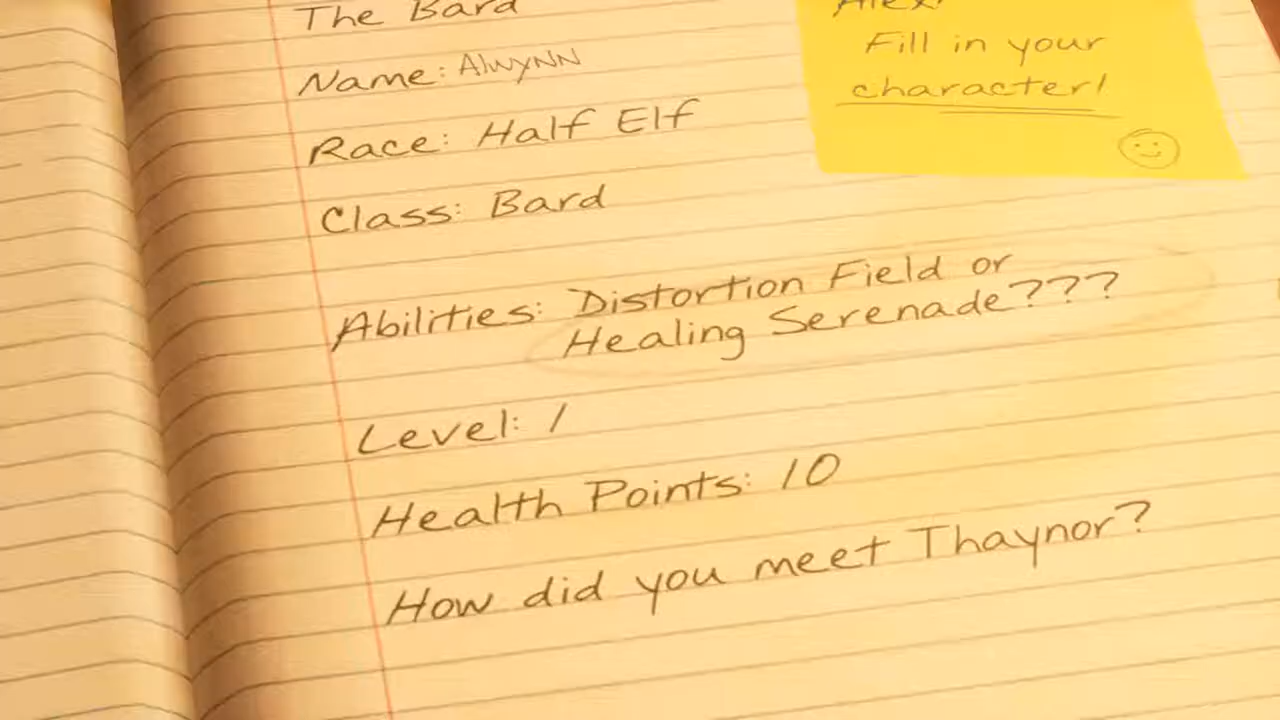 The Bard
Name: Alwynn
Race: Half Elf
Class: Bard
Abilities: Distortion Field or
Healing Serenade???
Level: 1
Health Points: 10
How did you meet Thaynor?
Alex!
Fill in your
character!